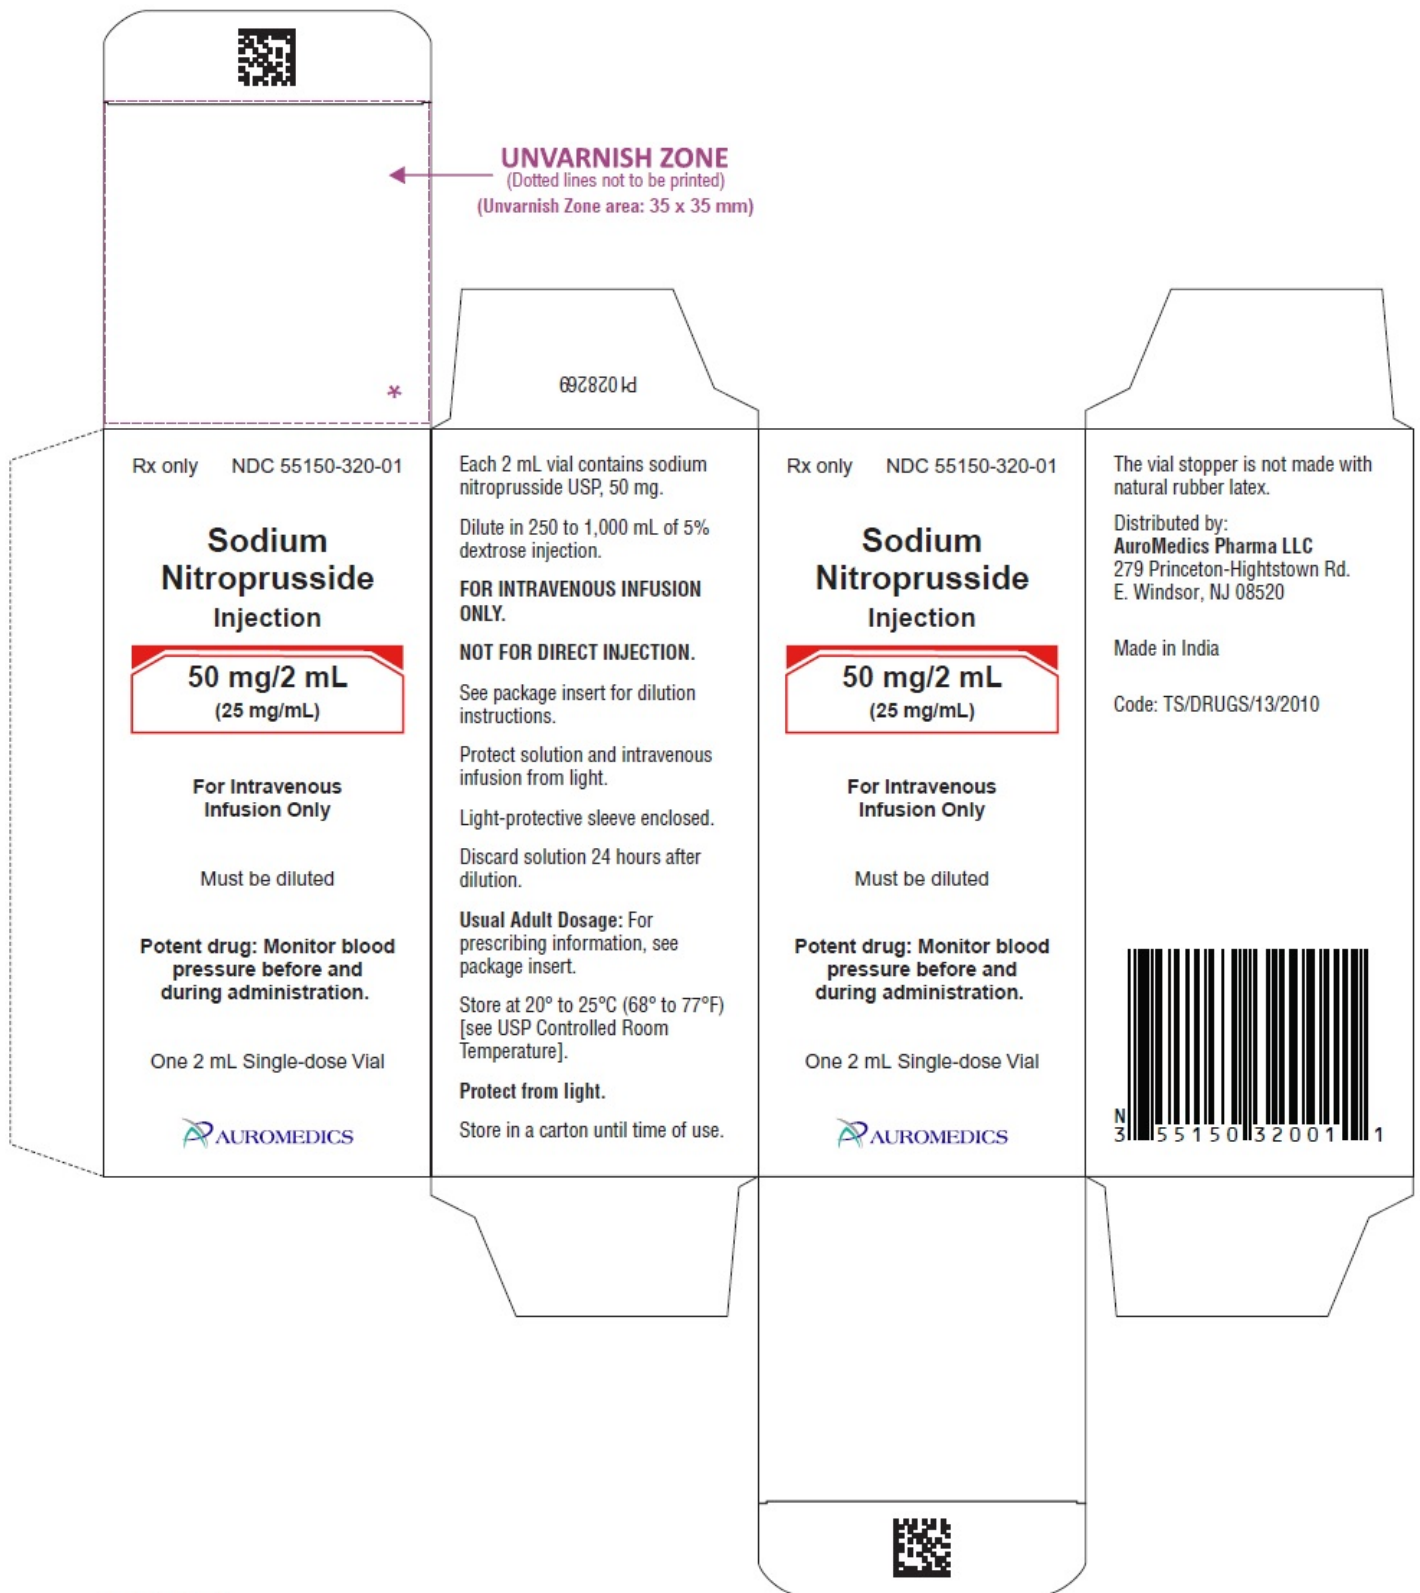 UNVARNISH ZONE
(Dotted lines not to be printed)
(Unvarnish Zone area: 35 x 35 mm)
*
P1028269
Rx only NDC 55150-320-01
Sodium
Nitroprusside
Injection
50 mg/2 mL
(25 mg/mL)
For Intravenous
Infusion Only
Must be diluted
Potent drug: Monitor blood
pressure before and
during administration.
One 2 mL Single-dose Vial
AUROMEDICS
Each 2 mL vial contains sodium
nitroprusside USP, 50 mg.
Dilute in 250 to 1,000 mL of 5%
dextrose injection.
FOR INTRAVENOUS INFUSION
ONLY.
NOT FOR DIRECT INJECTION.
See package insert for dilution
instructions.
Protect solution and intravenous
infusion from light.
Light-protective sleeve enclosed.
Discard solution 24 hours after
dilution.
Usual Adult Dosage: For
prescribing information, see
package insert.
Store at 20° to 25°C (68° to 77°F)
[see USP Controlled Room
Temperature].
Protect from light.
Store in a carton until time of use.
Rx only NDC 55150-320-01
Sodium
Nitroprusside
Injection
50 mg/2 mL
(25 mg/mL)
For Intravenous
Infusion Only
Must be diluted
Potent drug: Monitor blood
pressure before and
during administration.
One 2 mL Single-dose Vial
AUROMEDICS
The vial stopper is not made with
natural rubber latex.
Distributed by:
AuroMedics Pharma LLC
279 Princeton-Hightstown Rd.
E. Windsor, NJ 08520
Made in India
Code: TS/DRUGS/13/2010
N
3 55150 32001 1